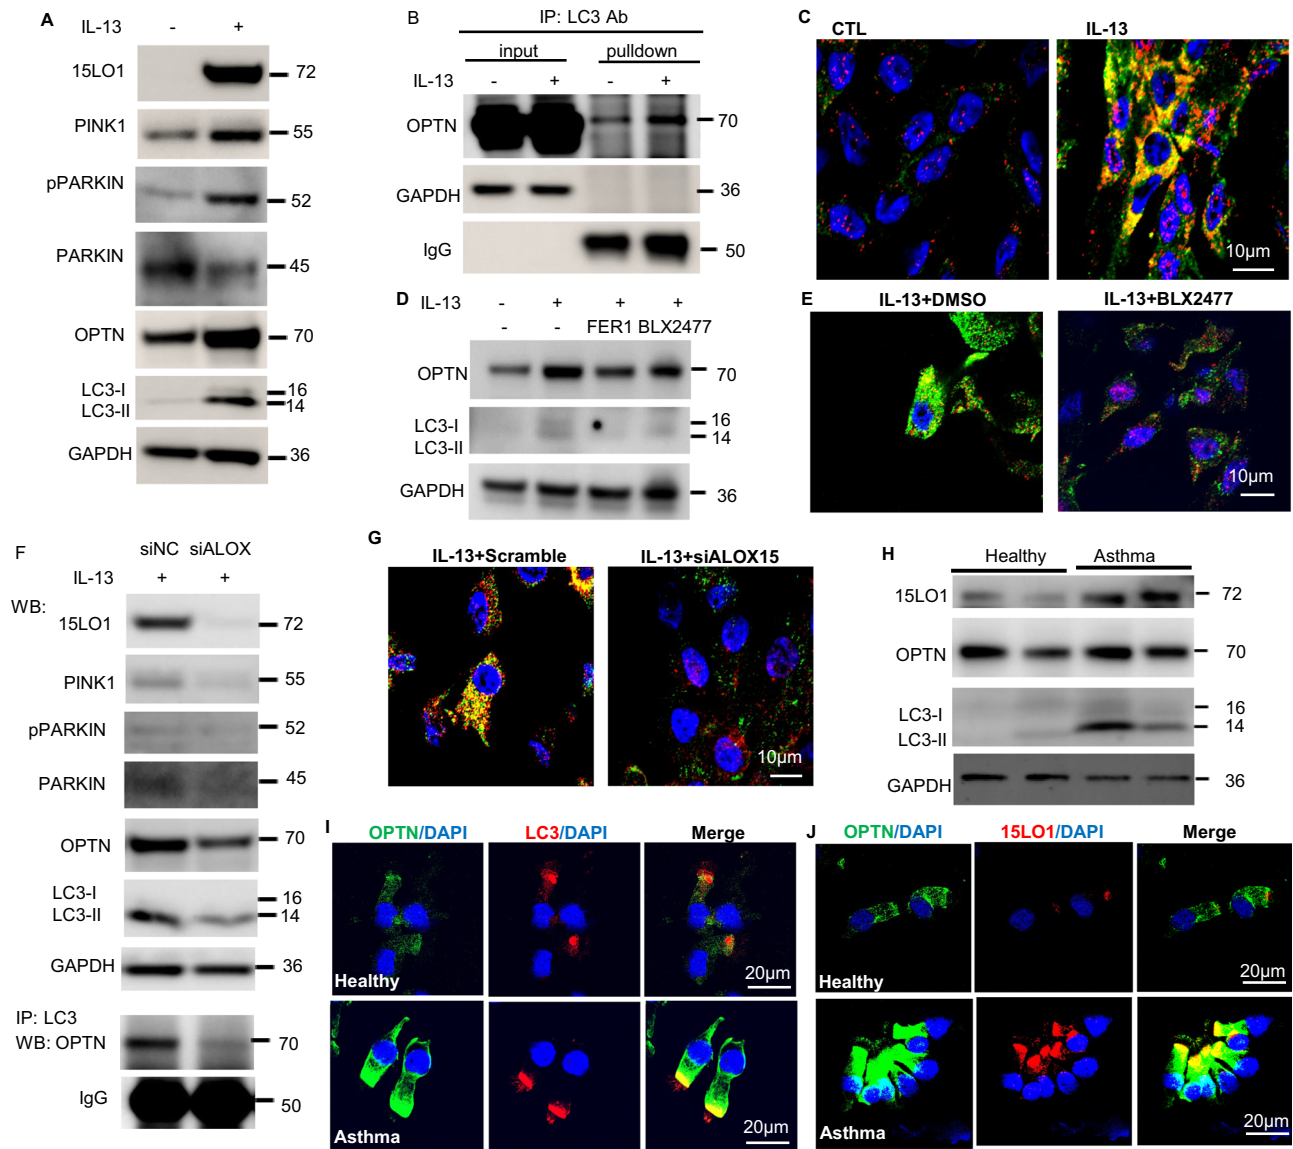 A
IL-13 - +
15LO1 72
PINK1 55
pPARKIN 52
PARKIN 45
OPTN 70
LC3-I 16
LC3-II 14
GAPDH 36
B
IP: LC3 Ab
input pulldown
IL-13 - + - +
OPTN 70
GAPDH 36
IgG 50
C
CTL IL-13
10µm
D
IL-13 - + + +
- - FER1 BLX2477
OPTN 70
LC3-I 16
LC3-II 14
GAPDH 36
E
IL-13+DMSO IL-13+BLX2477
10µm
F
siNC siALOX
IL-13 + +
WB:
15LO1 72
PINK1 55
pPARKIN 52
PARKIN 45
OPTN 70
LC3-I 16
LC3-II 14
GAPDH 36
IP: LC3
WB: OPTN 70
IgG 50
G
IL-13+Scramble IL-13+siALOX15
10µm
H
Healthy Asthma
15LO1 72
OPTN 70
LC3-I 16
LC3-II 14
GAPDH 36
I
OPTN/DAPI LC3/DAPI Merge
Healthy 20µm
Asthma 20µm
J
OPTN/DAPI 15LO1/DAPI Merge
Healthy 20µm
Asthma 20µm